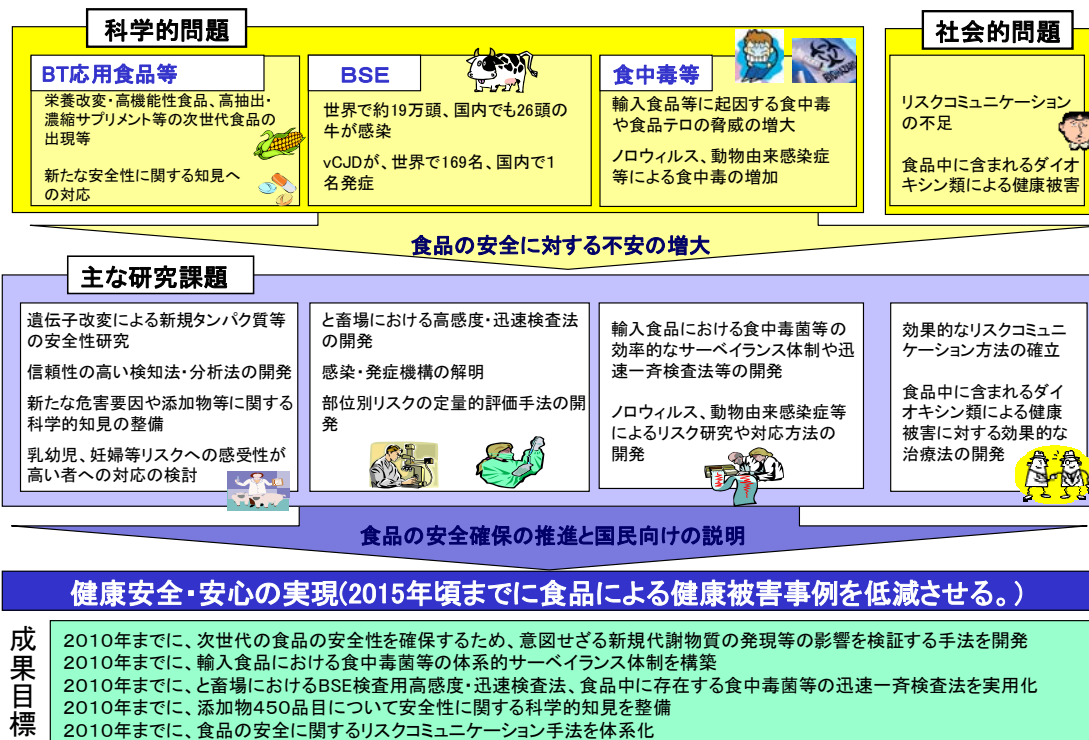 科学的問題
社会的問題
BT応用食品等
栄養改変・高機能性食品、高抽出・
濃縮サプリメント等の次世代食品の
出現等
新たな安全性に関する知見へ
の対応
BSE
世界で約19万頭、国内でも26頭の
牛が感染
vCJDが、世界で169名、国内で1
名発症
食中毒等
BIOHAZARD
輸入食品等に起因する食中毒
や食品テロの脅威の増大
ノロウィルス、動物由来感染症
等による食中毒の増加
リスクコミュニケーション
の不足
食品中に含まれるダイオ
キシン類による健康被害
食品の安全に対する不安の増大
主な研究課題
遺伝子改変による新規タンパク質等
の安全性研究
信頼性の高い検知法・分析法の開発
新たな危害要因や添加物等に関する
科学的知見の整備
乳幼児、妊婦等リスクへの感受性が
高い者への対応の検討
と畜場における高感度・迅速検査法
の開発
感染・発症機構の解明
部位別リスクの定量的評価手法の開
発
輸入食品における食中毒菌等の
効率的なサーベイランス体制や迅
速一斉検査法等の開発
ノロウィルス、動物由来感染症等
によるリスク研究や対応方法の
開発
効果的なリスクコミュニ
ケーション方法の確立
食品中に含まれるダイ
オキシン類による健康
被害に対する効果的な
治療法の開発
食品の安全確保の推進と国民向けの説明
健康安全・安心の実現(2015年頃までに食品による健康被害事例を低減させる。)
成果目標
2010年までに、次世代の食品の安全性を確保するため、意図せざる新規代謝物質の発現等の影響を検証する手法を開発
2010年までに、輸入食品における食中毒菌等の体系的サーベイランス体制を構築
2010年までに、と畜場におけるBSE検査用高感度・迅速検査法、食品中に存在する食中毒菌等の迅速一斉検査法を実用化
2010年までに、添加物450品目について安全性に関する科学的知見を整備
2010年までに、食品の安全に関するリスクコミュニケーション手法を体系化